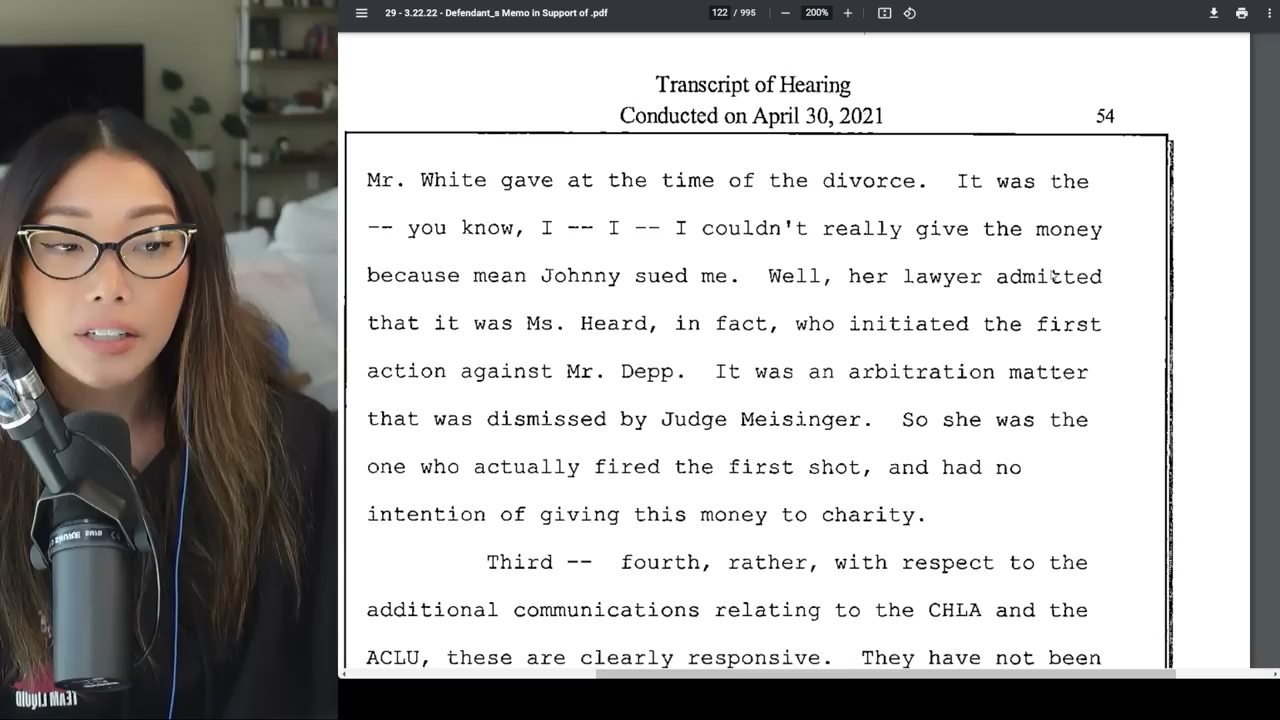 29 - 3.22.22 - Defendant_s Memo in Support of .pdf
122 / 995
200%
Transcript of Hearing
Conducted on April 30, 2021
54
Mr. White gave at the time of the divorce. It was the
-- you know, I -- I -- I couldn't really give the money
because mean Johnny sued me. Well, her lawyer admitted
that it was Ms. Heard, in fact, who initiated the first
action against Mr. Depp. It was an arbitration matter
that was dismissed by Judge Meisinger. So she was the
one who actually fired the first shot, and had no
intention of giving this money to charity.
Third -- fourth, rather, with respect to the
additional communications relating to the CHLA and the
ACLU, these are clearly responsive. They have not been
SHURE
TEAM LIQUID